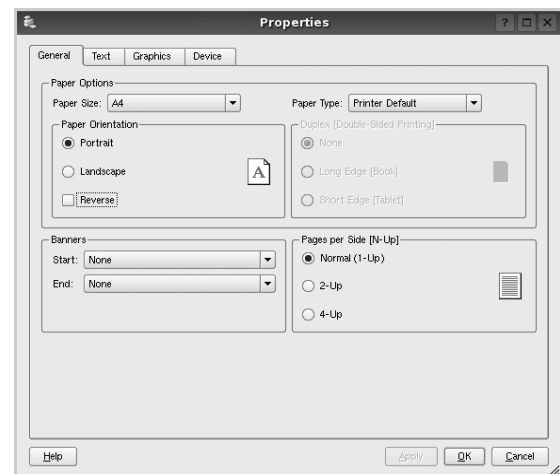 Properties
General Text Graphics Device
Paper Options
Paper Size: A4 Paper Type: Printer Default
Paper Orientation Duplex [Double-Sided Printing]
Portrait None
Landscape A Long Edge [Book]
Reverse Short Edge [Tablet]
Banners Pages per Side [N-Up]
Start: None Normal (1-Up)
End: None 2-Up
4-Up
Help Apply OK Cancel